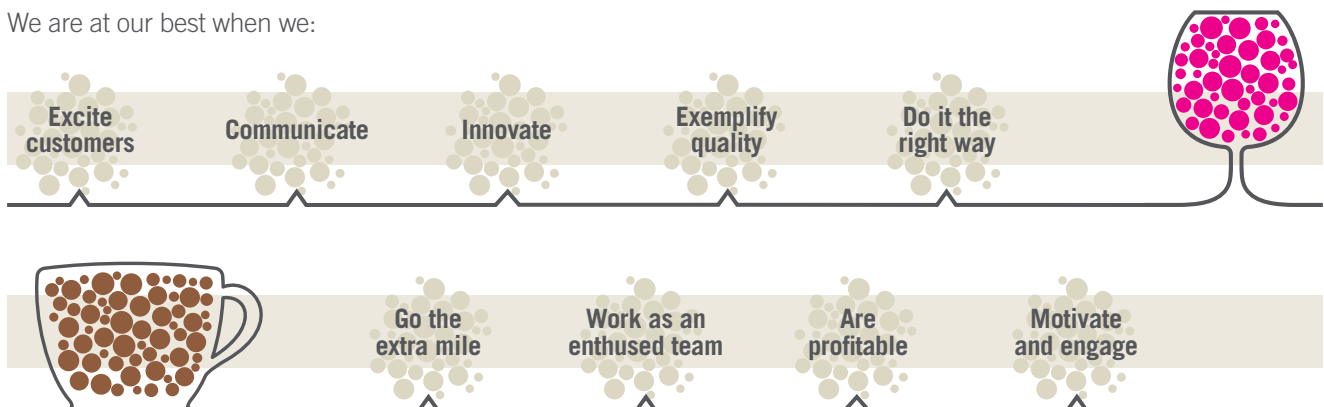 We are at our best when we:
Excite
customers
Communicate
Innovate
Exemplify
quality
Do it the
right way
Go the
extra mile
Work as an
enthused team
Are
profitable
Motivate
and engage